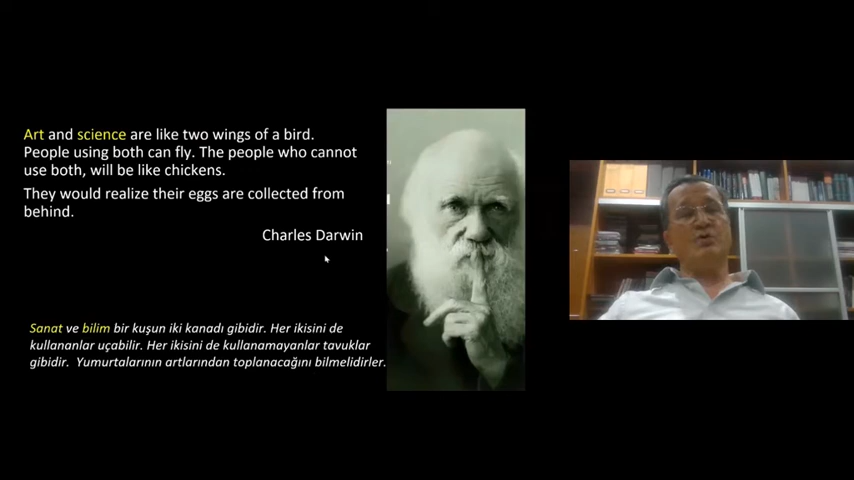 Art and science are like two wings of a bird.
People using both can fly. The people who cannot
use both, will be like chickens.
They would realize their eggs are collected from
behind.
Charles Darwin
Sanat ve bilim bir kuşun iki kanadı gibidir. Her ikisini de
kullananlar uçabilir. Her ikisini de kullanamayanlar tavuklar
gibidir. Yumurtalarının artlarından toplanacağını bilmelidirler.